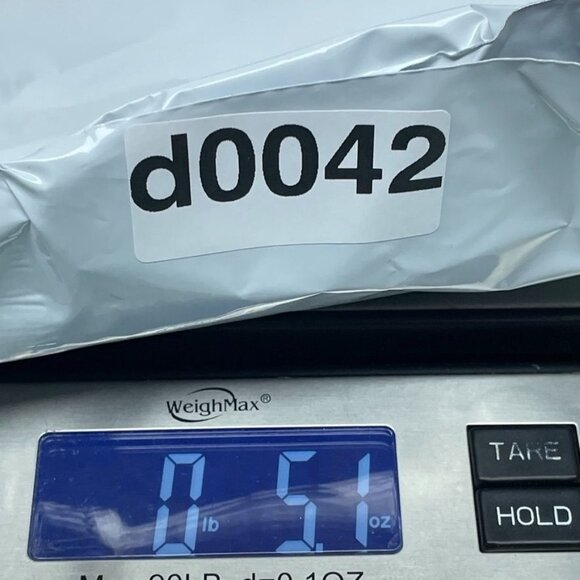 d0042
WeighMax®
TARE
HOLD
0 lb 5.1 oz